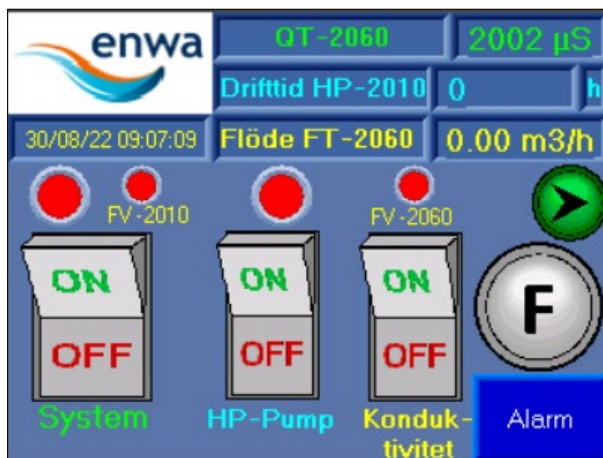 enwa
QT-2060
2002 µS
Drifttid HP-2010
0
h
30/08/22 09:07:09
Flöde FT-2060
0.00 m3/h
FV-2010
FV-2060
ON
OFF
ON
OFF
ON
OFF
F
System
HP-Pump
Konduk-
tivitet
Alarm